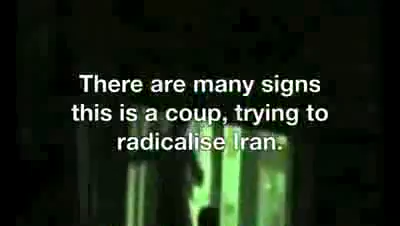 There are many signs
this is a coup, trying to
radicalise Iran.